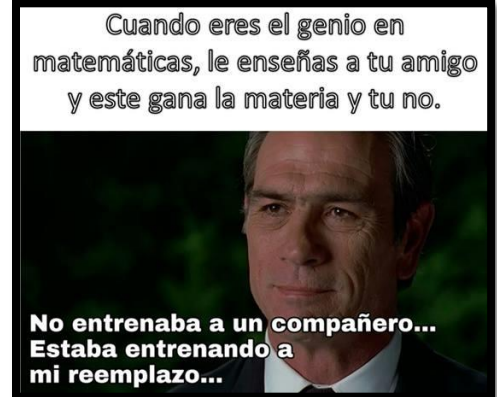 Cuando eres el genio en
matemáticas, le enseñas a tu amigo
y este gana la materia y tu no.
No entrenaba a un compañero...
Estaba entrenando a
mi reemplazo...